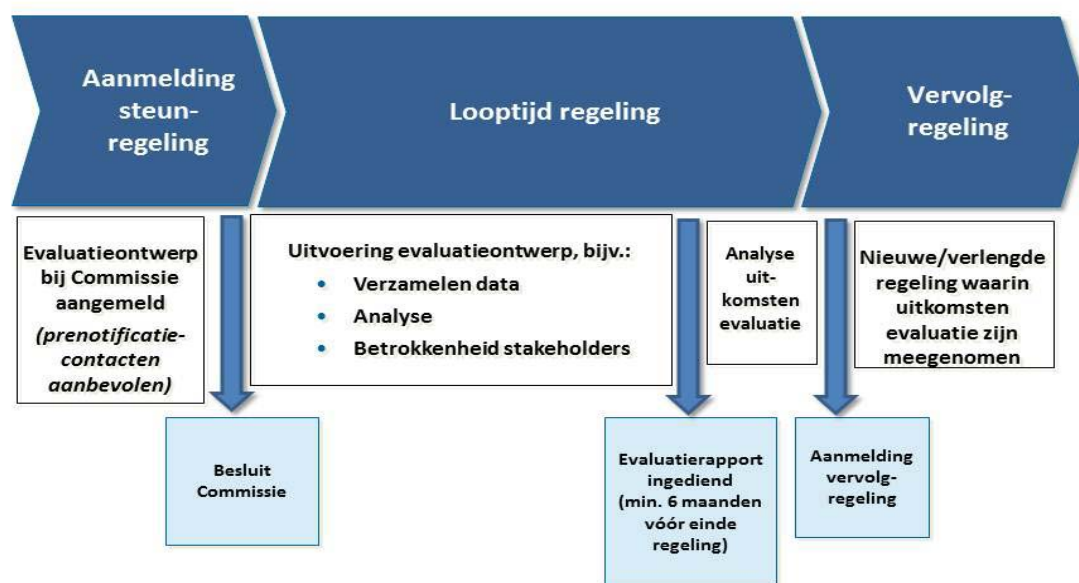 Aanmelding
steun-
regeling
Looptijd regeling
Vervolg-
regeling
Evaluatieontwerp
bij Commissie
aangemeld
(prenotificatie-
contacten
aanbevolen)
Uitvoering evaluatieontwerp, bijv.:
• Verzamelen data
• Analyse
• Betrokkenheid stakeholders
Analyse
uit-
komsten
evaluatie
Nieuwe/verlengde
regeling waarin
uitkomsten
evaluatie zijn
meegenomen
Besluit
Commissie
Evaluatierapport
ingediend
(min. 6 maanden
vóór einde
regeling)
Aanmelding
vervolg-
regeling